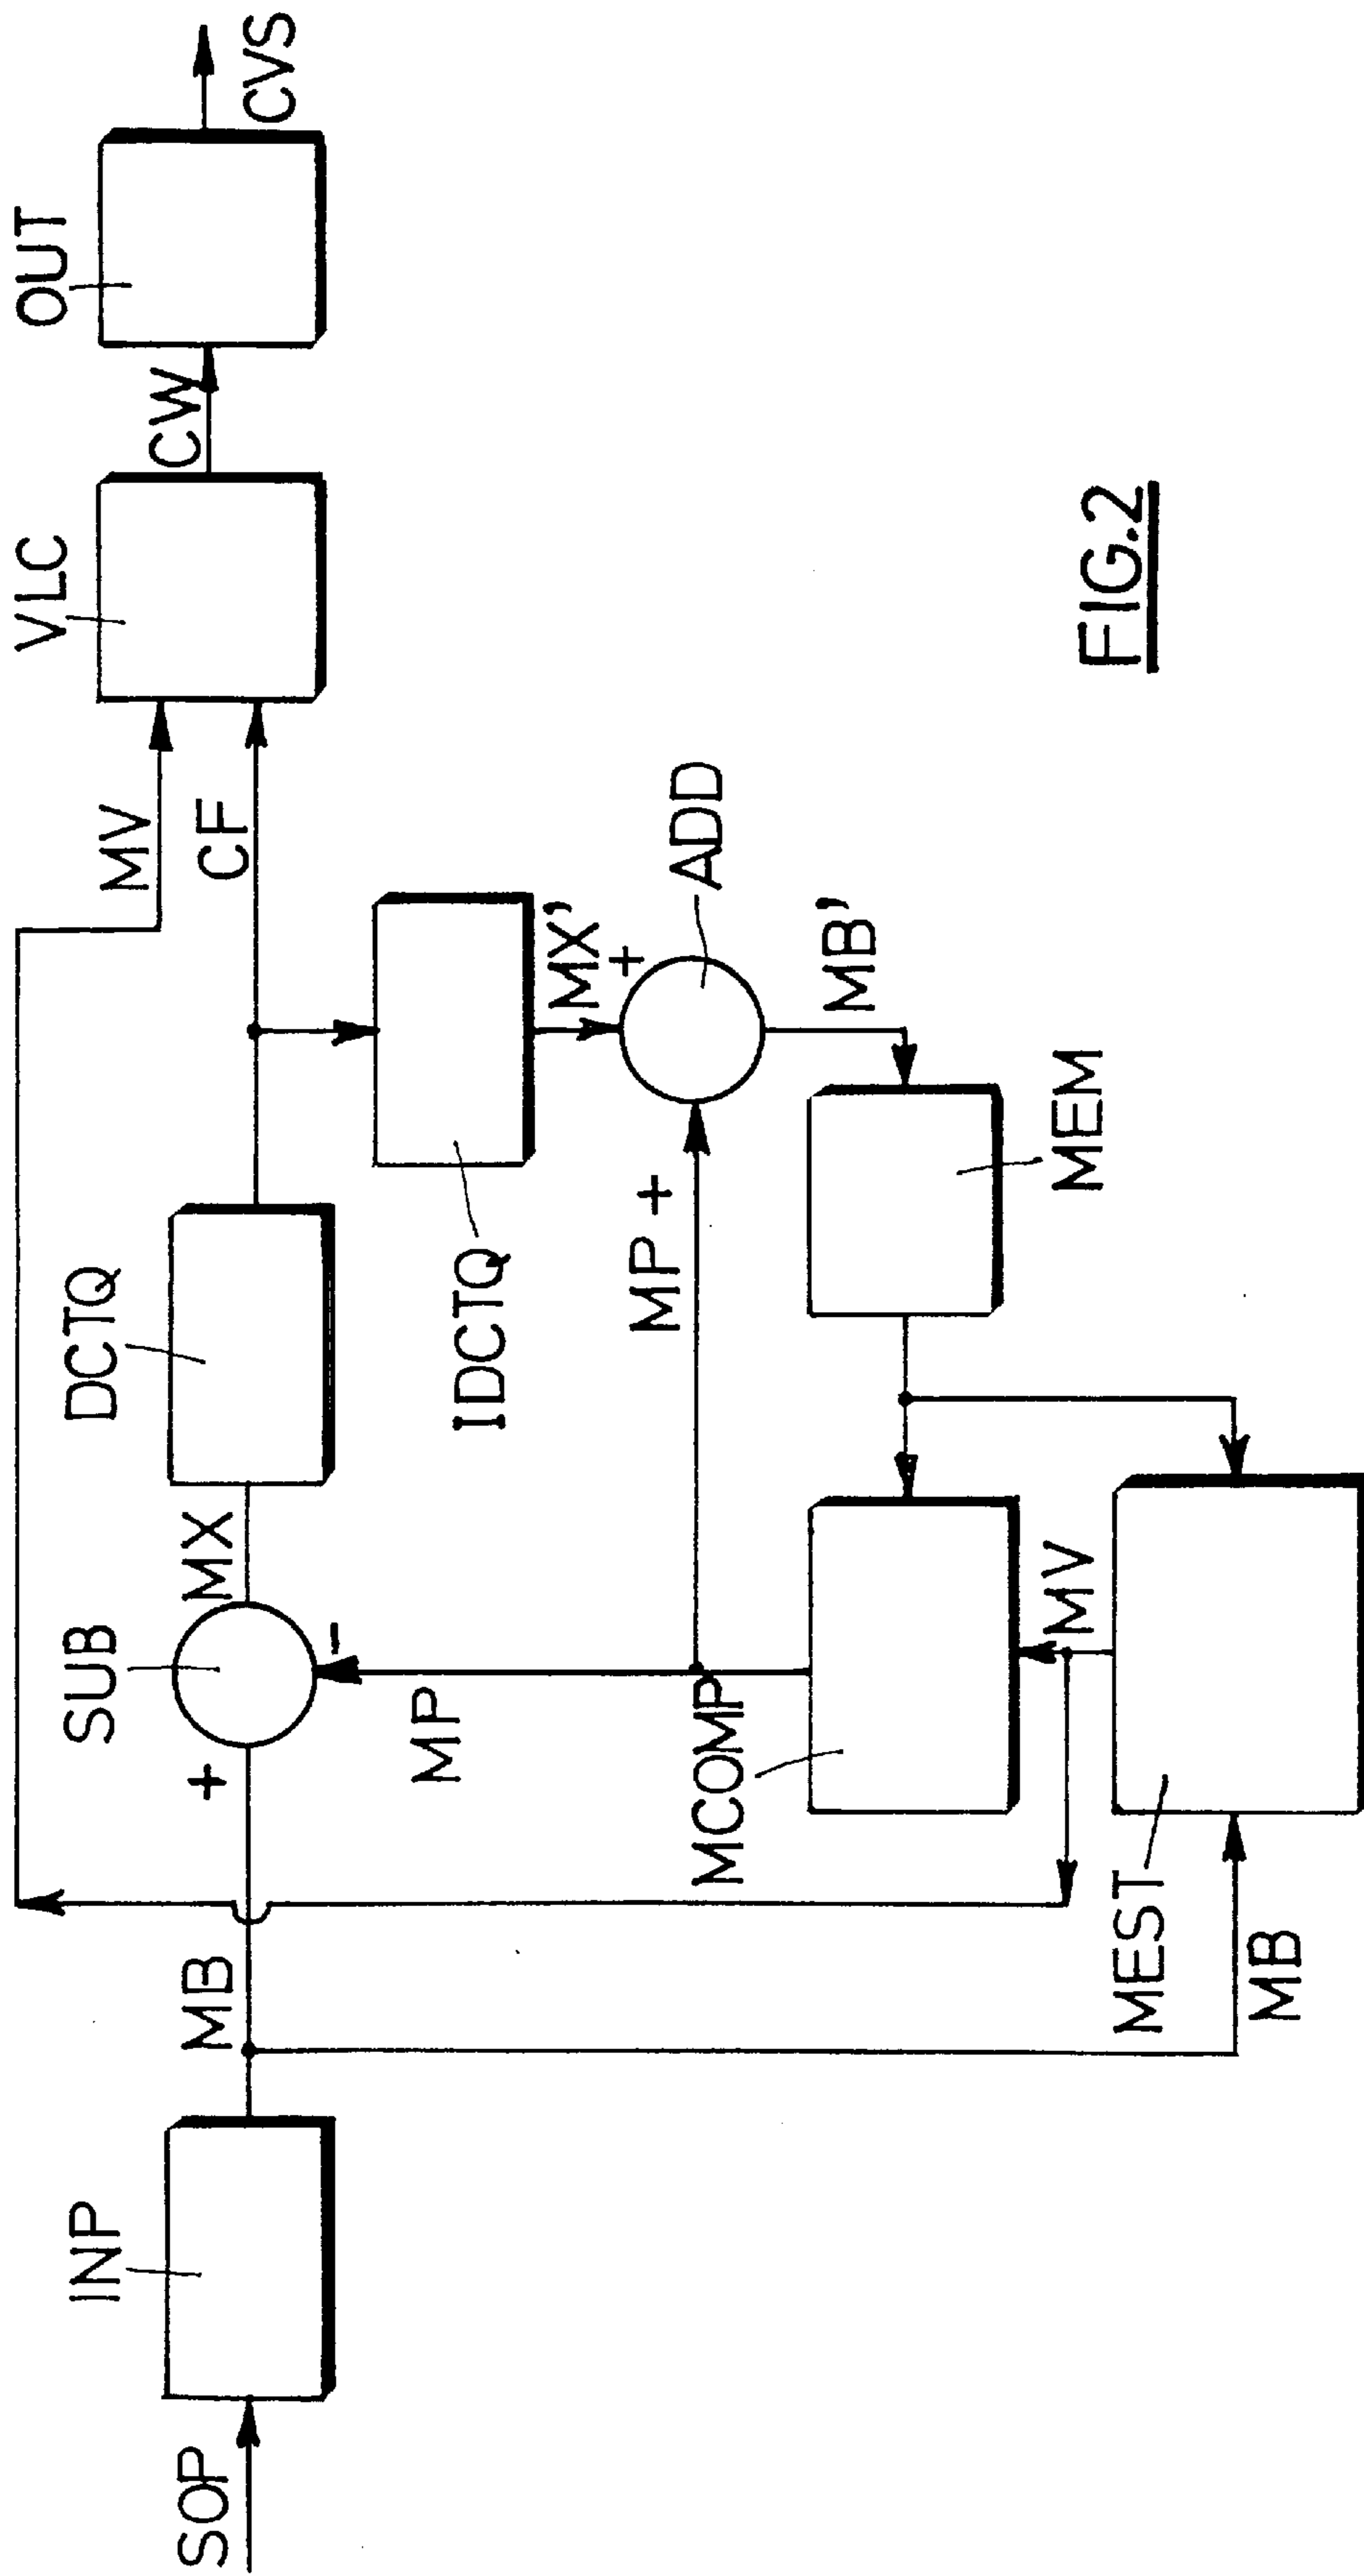 SOP
INP
MB
+
SUB
MX
DCTQ
MV
CF
VLC
CW
OUT
CVS
-
MP
IDCTQ
MX'
+
MP +
ADD
MCOMP
MB'
MEM
MV
MEST
MB
FIG.2